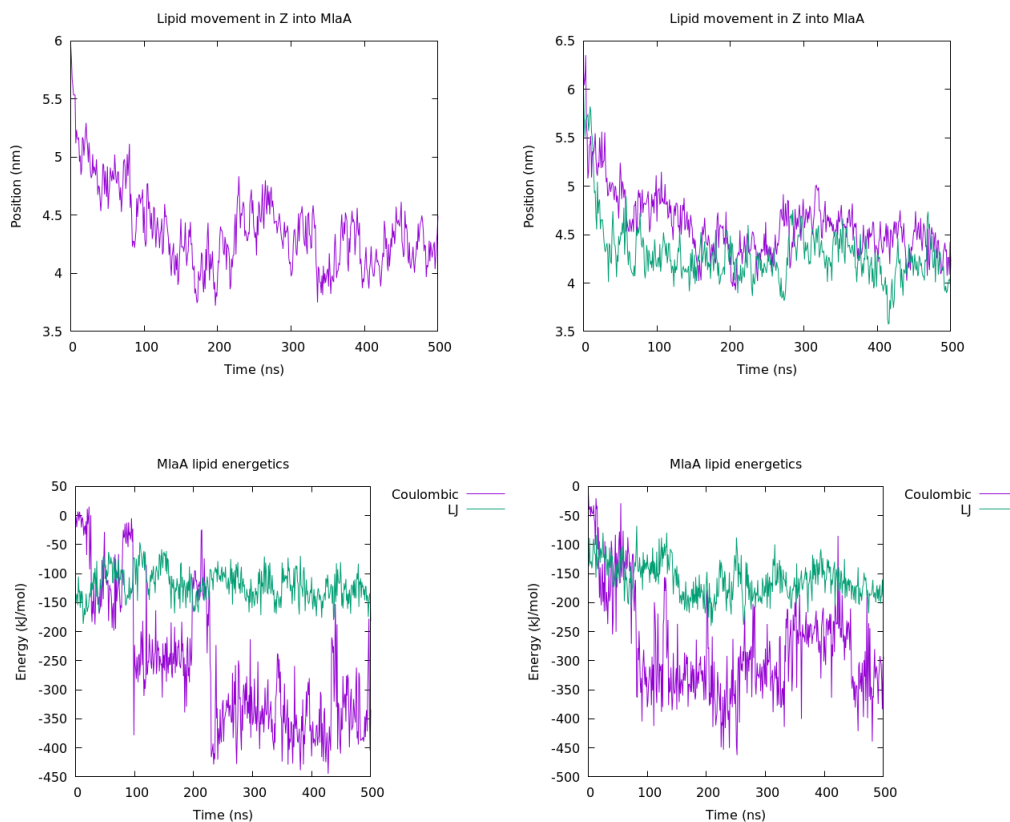 Lipid movement in Z into MlaA
6
5.5
5
4.5
4
3.5
0 100 200 300 400 500
Position (nm)
Time (ns)
Lipid movement in Z into MlaA
6.5
6
5.5
5
4.5
4
3.5
0 100 200 300 400 500
Position (nm)
Time (ns)
MlaA lipid energetics
50
0
-50
-100
-150
-200
-250
-300
-350
-400
-450
0 100 200 300 400 500
Energy (kJ/mol)
Time (ns)
Coulombic
LJ
MlaA lipid energetics
0
-50
-100
-150
-200
-250
-300
-350
-400
-450
-500
0 100 200 300 400 500
Energy (kJ/mol)
Time (ns)
Coulombic
LJ